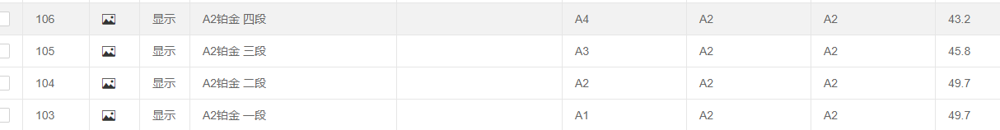 106 显示 A2铂金 四段 A4 A2 A2 43.2
105 显示 A2铂金 三段 A3 A2 A2 45.8
104 显示 A2铂金 二段 A2 A2 A2 49.7
103 显示 A2铂金 一段 A1 A2 A2 49.7